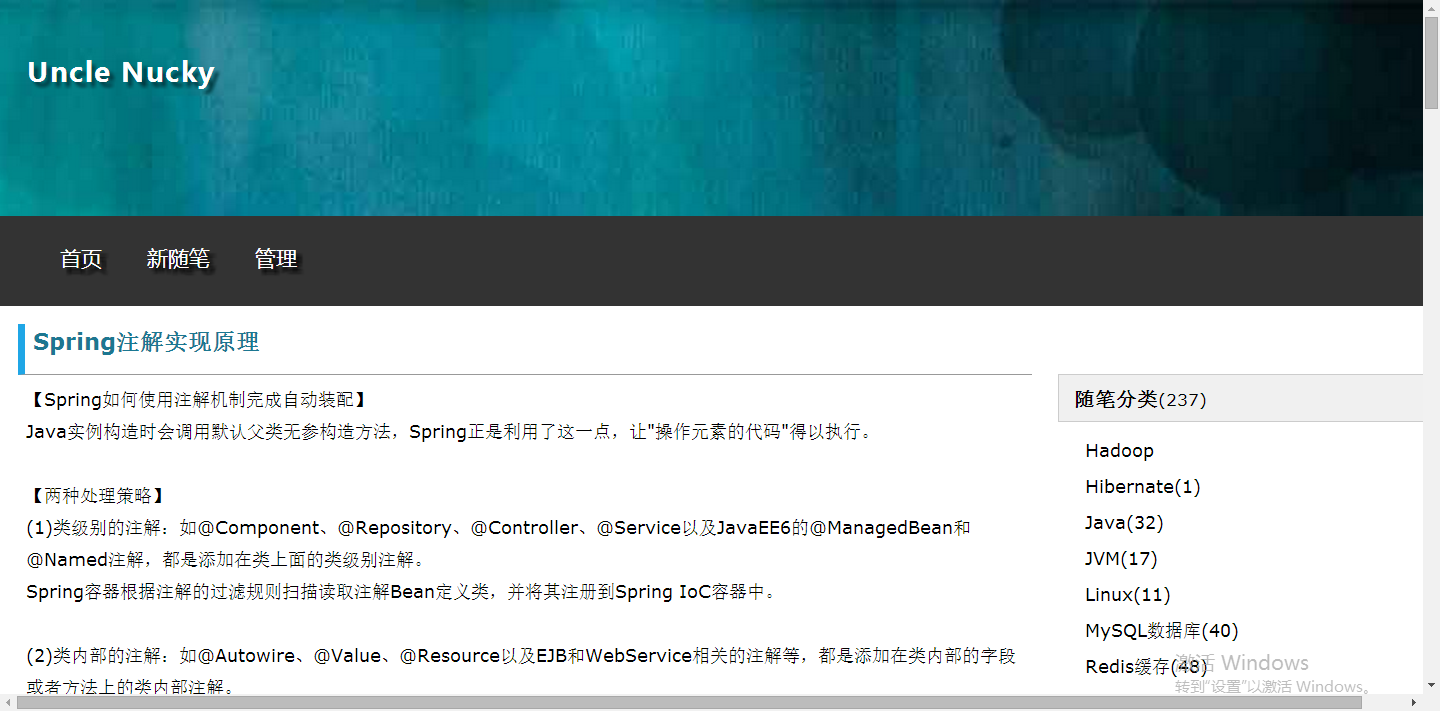 Uncle Nucky
首页 新随笔 管理
Spring注解实现原理
【Spring如何使用注解机制完成自动装配】
Java实例构造时会调用默认父类无参构造方法，Spring正是利用了这一点，让"操作元素的代码"得以执行。
【两种处理策略】
(1)类级别的注解：如@Component、@Repository、@Controller、@Service以及JavaEE6的@ManagedBean和
@Named注解，都是添加在类上面的类级别注解。
Spring容器根据注解的过滤规则扫描读取注解Bean定义类，并将其注册到Spring IoC容器中。
(2)类内部的注解：如@Autowire、@Value、@Resource以及EJB和WebService相关的注解等，都是添加在类内部的字段
或者方法上的类内部注解。
随笔分类(237)
Hadoop
Hibernate(1)
Java(32)
JVM(17)
Linux(11)
MySQL数据库(40)
Redis缓存(48)
激活 Windows
转到"设置"以激活 Windows。